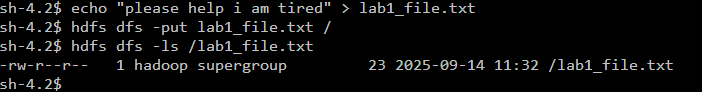 sh-4.2$ echo "please help i am tired" > lab1_file.txt
sh-4.2$ hdfs dfs -put lab1_file.txt /
sh-4.2$ hdfs dfs -ls /lab1_file.txt
-rw-r--r--   1 hadoop supergroup         23 2025-09-14 11:32 /lab1_file.txt
sh-4.2$